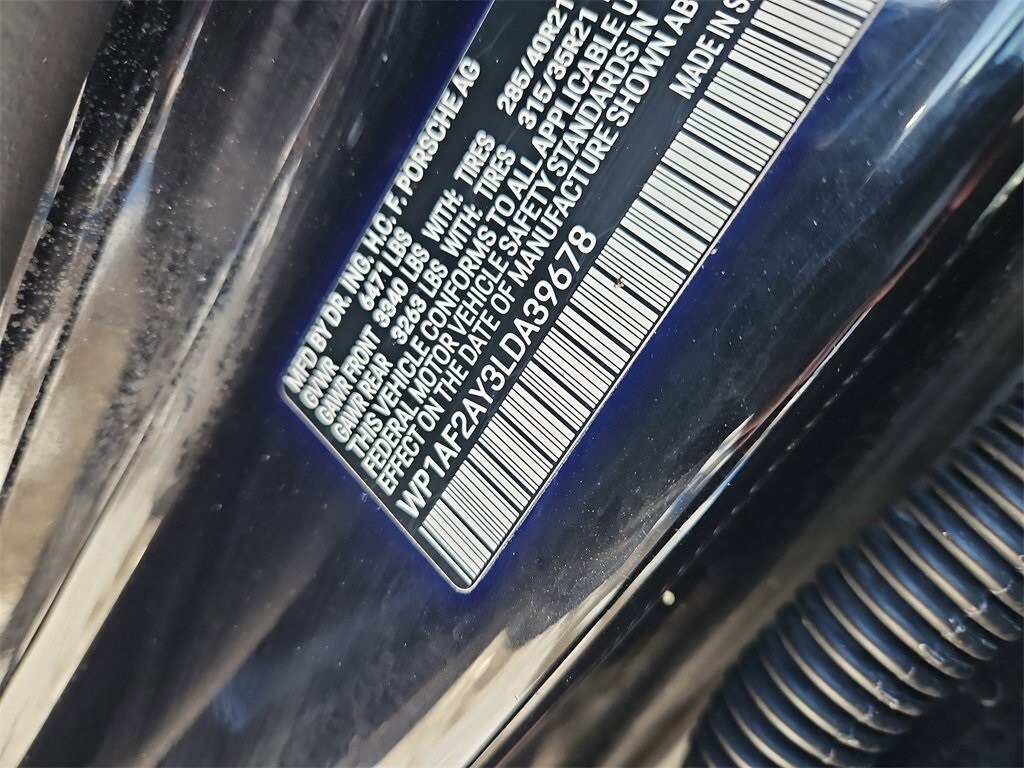 MFD BY DR. ING. H.C. F. PORSCHE AG
GVWR 6471 LBS
GAWR FRONT 3340 LBS WITH: TIRES 285/40R21
GAWR REAR 3263 LBS WITH: TIRES 315/35R21
THIS VEHICLE CONFORMS TO ALL APPLICABLE U
FEDERAL MOTOR VEHICLE SAFETY STANDARDS IN
EFFECT ON THE DATE OF MANUFACTURE SHOWN AB
WP1AF2AY3LDA39678 MADE IN S